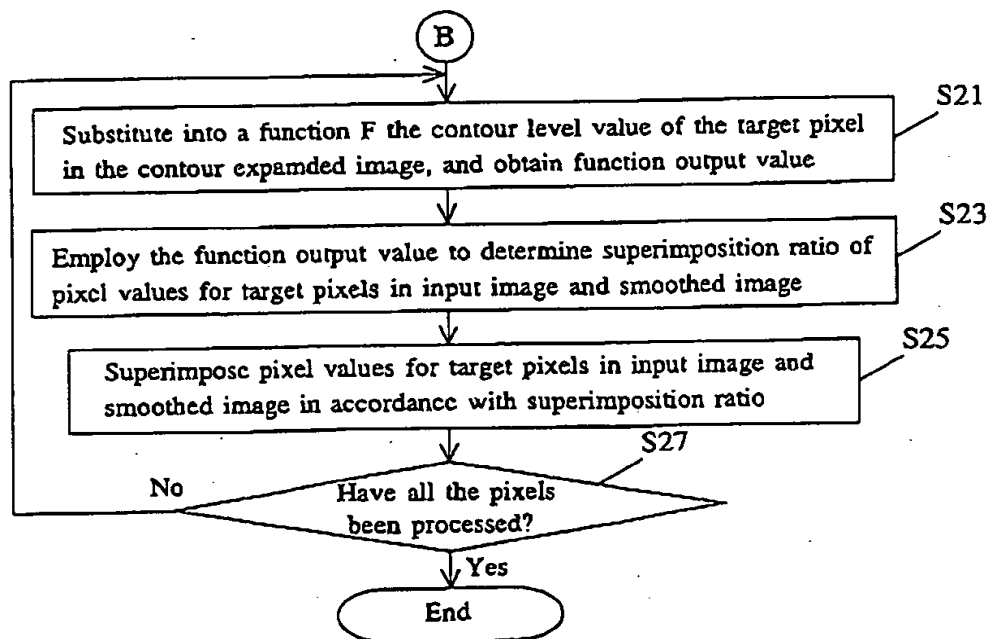 B
S21
Substitute into a function F the contour level value of the target pixel
in the contour expamded image, and obtain function output value
S23
Employ the function output value to determine superimposition ratio of
pixel values for target pixels in input image and smoothed image
S25
Superimpose pixel values for target pixels in input image and
smoothed image in accordance with superimposition ratio
S27
No
Have all the pixels
been processed?
Yes
End